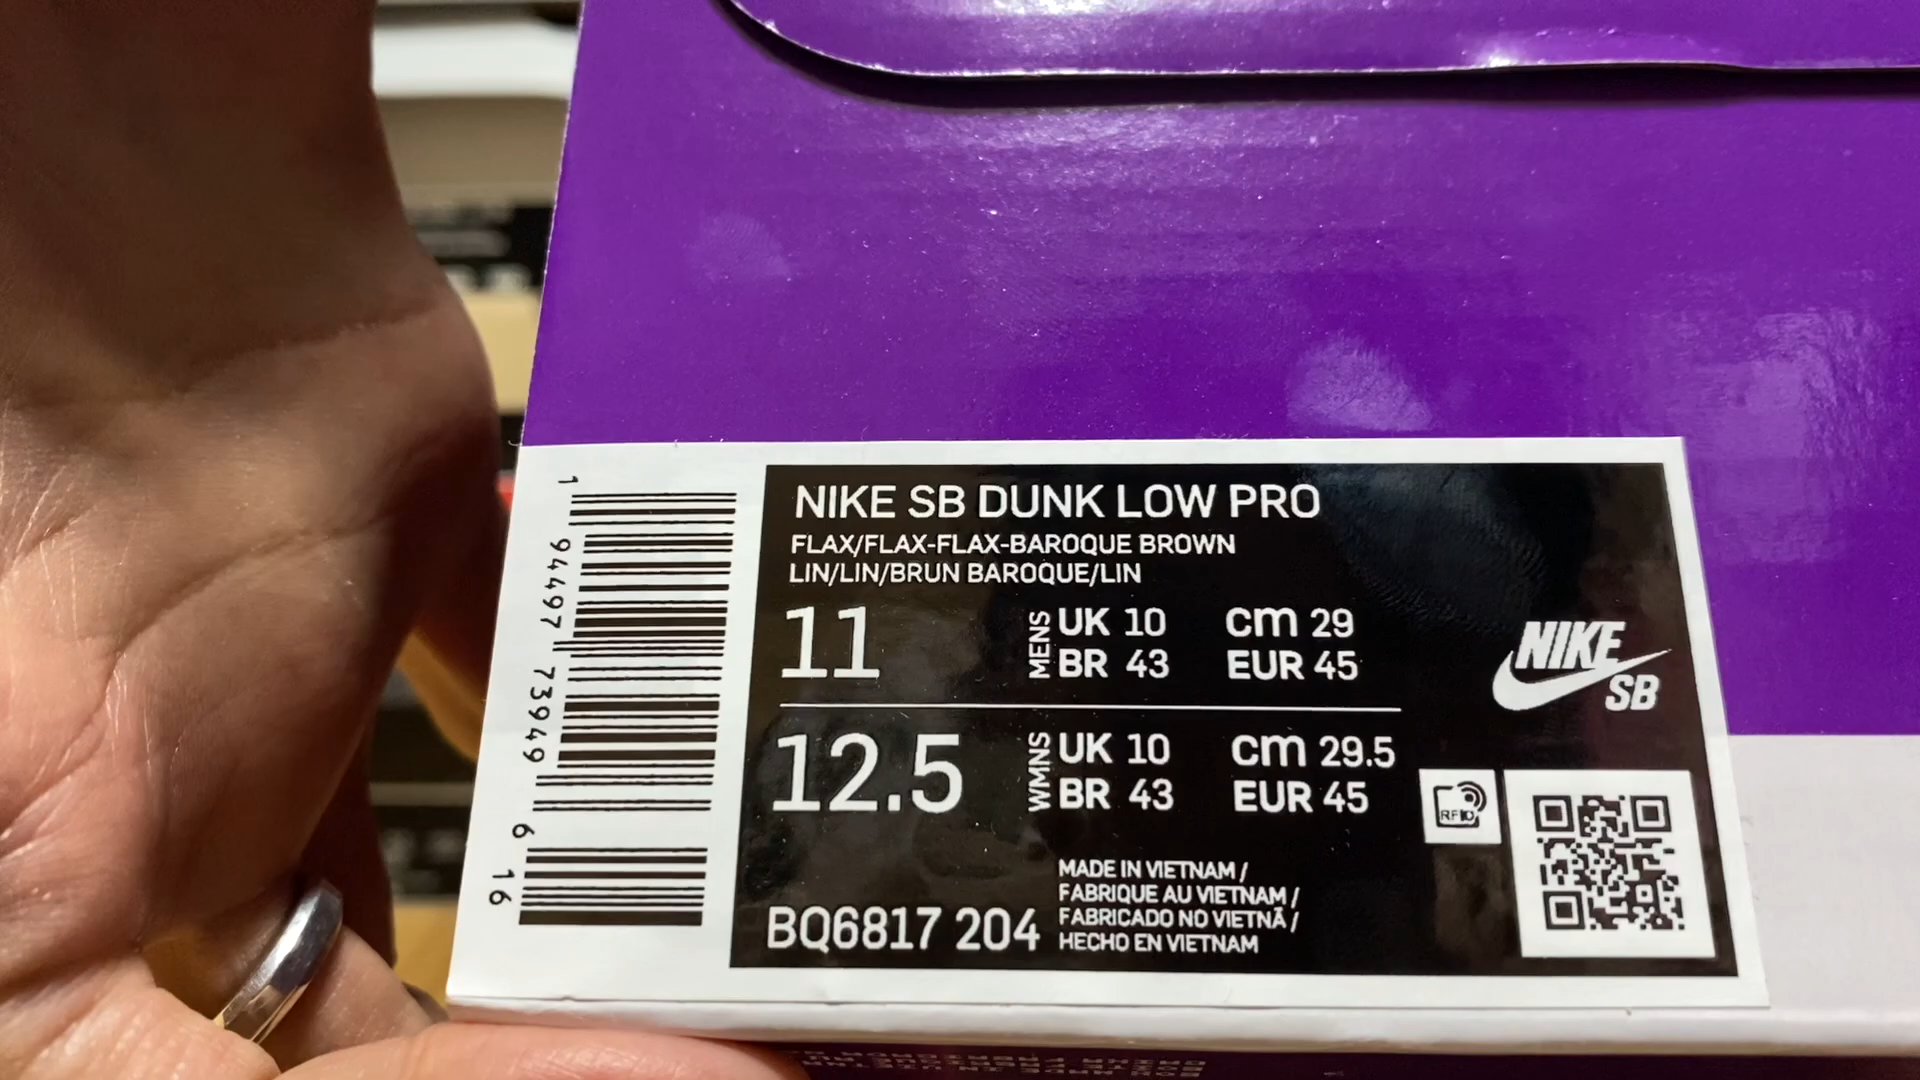 NIKE SB DUNK LOW PRO
FLAX/FLAX-FLAX-BAROQUE BROWN
LIN/LIN/BRUN BAROQUE/LIN
11 MENS UK 10 cm 29
BR 43 EUR 45
12.5 WMNS UK 10 cm 29.5
BR 43 EUR 45
BQ6817 204
MADE IN VIETNAM /
FABRIQUE AU VIETNAM /
FABRICADO NO VIETNÃ /
HECHO EN VIETNAM
NIKE
SB
RFID
1 94497 73949 6 16